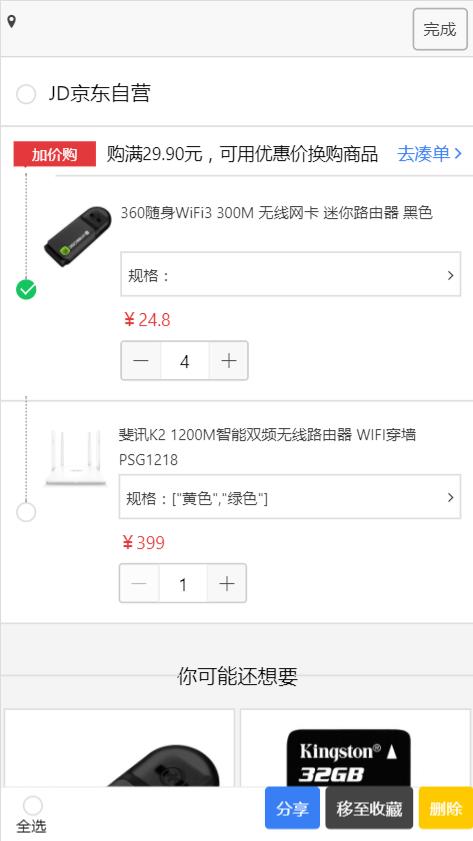 完成
JD京东自营
加价购 购满29.90元，可用优惠价换购商品 去凑单
360随身WiFi3 300M 无线网卡 迷你路由器 黑色
规格：
￥24.8
4
斐讯K2 1200M智能双频无线路由器 WIFI穿墙
PSG1218
规格：["黄色","绿色"]
￥399
1
你可能还想要
Kingston®
32GB
全选 分享 移至收藏 删除